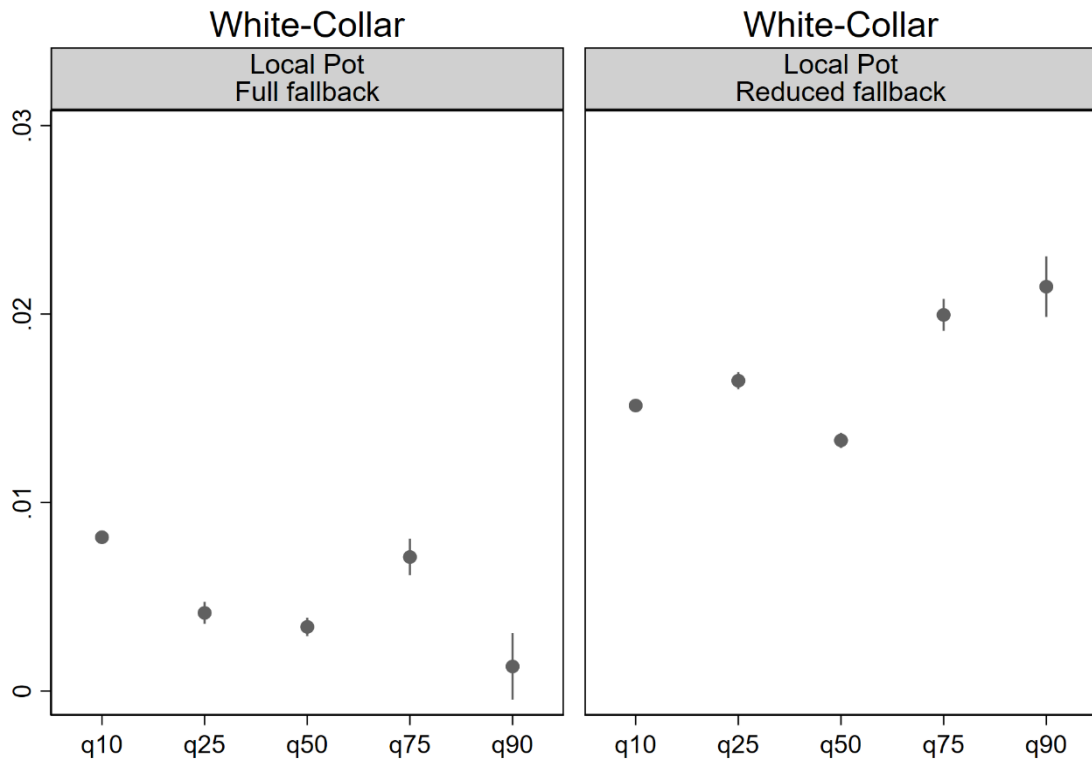 White-Collar
Local Pot
Full fallback
.03
.02
.01
0
q10 q25 q50 q75 q90
White-Collar
Local Pot
Reduced fallback
q10 q25 q50 q75 q90